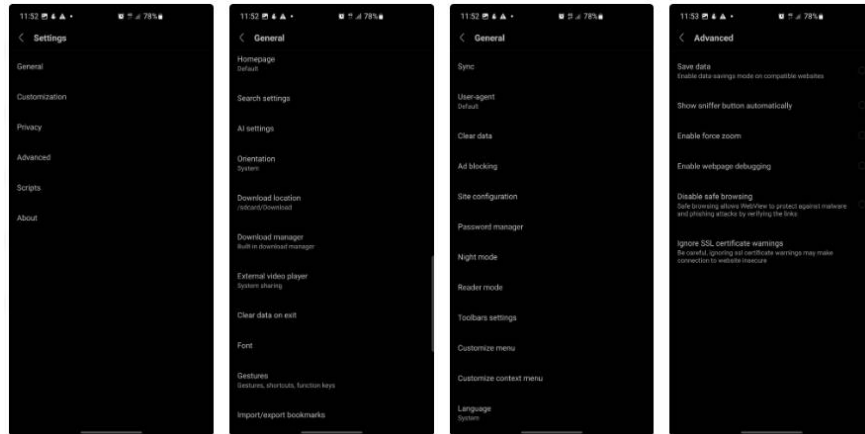 11:52
78%
Settings
General
Customization
Privacy
Advanced
Scripts
About
11:52
78%
General
Homepage
Default
Search settings
AI settings
Orientation
System
Download location
/sdcard/Download
Download manager
Built in download manager
External video player
System sharing
Clear data on exit
Font
Gestures
Gestures, shortcuts, function keys
Import/export bookmarks
11:52
78%
General
Sync
User-agent
Default
Clear data
Ad blocking
Site configuration
Password manager
Night mode
Reader mode
Toolbars settings
Customize menu
Customize context menu
Language
System
11:53
78%
Advanced
Save data
Enable data-savings mode on compatible websites
Show sniffer button automatically
Enable force zoom
Enable webpage debugging
Disable safe browsing
Safe browsing allows WebView to protect against malware
and phishing attacks by verifying the links
Ignore SSL certificate warnings
Be careful, ignoring ssl certificate warnings may make
connection to website insecure